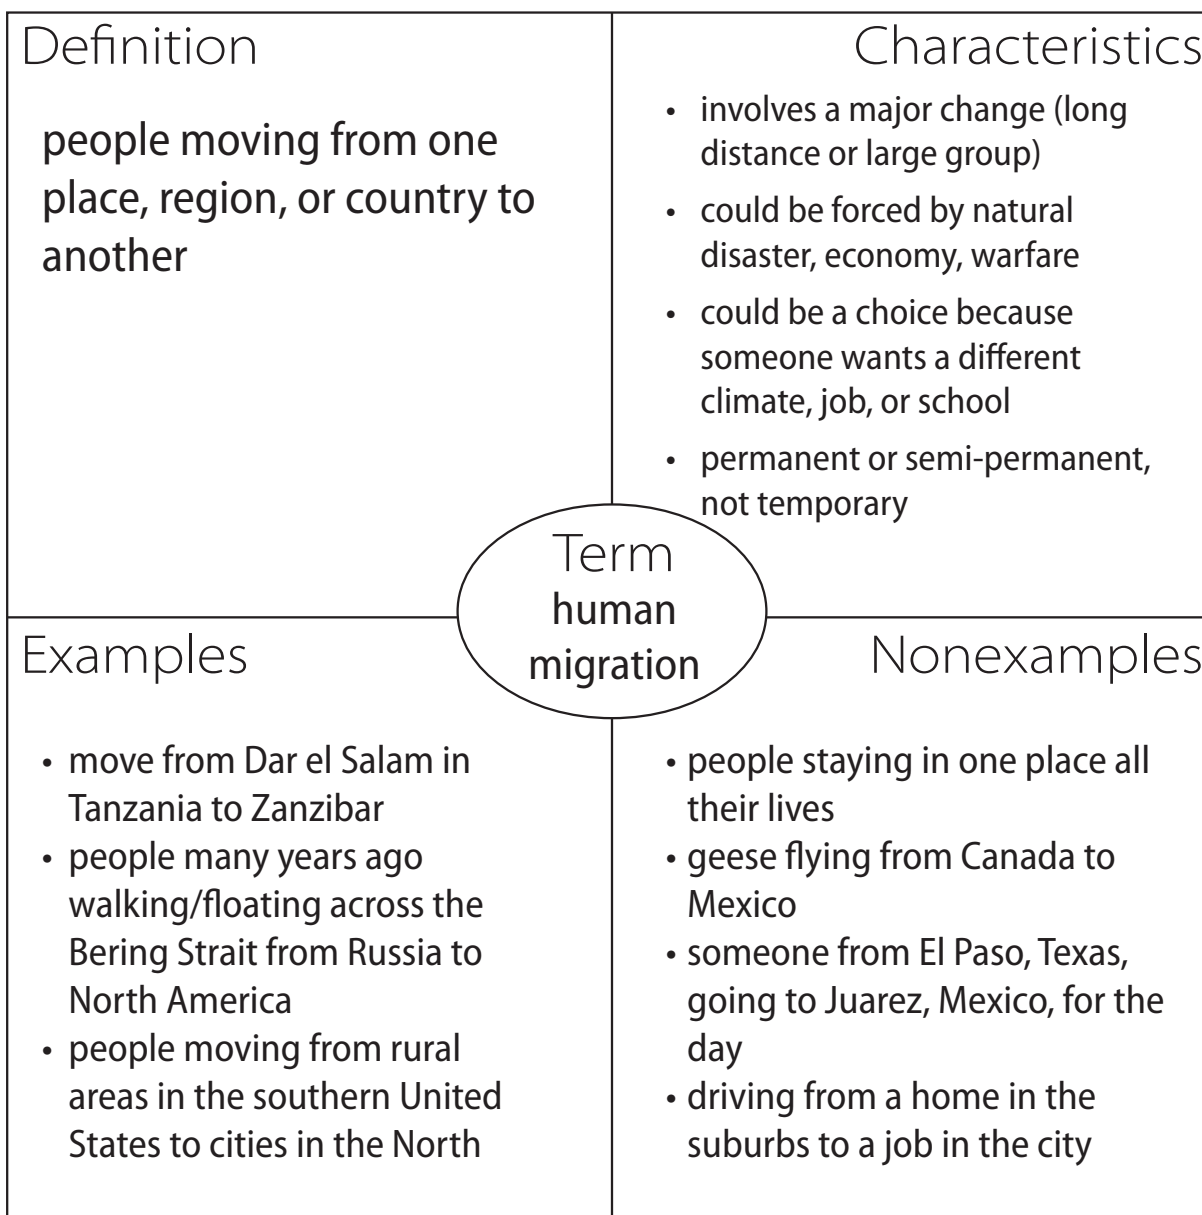 Definition
people moving from one
place, region, or country to
another
Characteristics
• involves a major change (long
distance or large group)
• could be forced by natural
disaster, economy, warfare
• could be a choice because
someone wants a different
climate, job, or school
• permanent or semi-permanent,
not temporary
Term
human
migration
Examples
• move from Dar el Salam in
Tanzania to Zanzibar
• people many years ago
walking/floating across the
Bering Strait from Russia to
North America
• people moving from rural
areas in the southern United
States to cities in the North
Nonexamples
• people staying in one place all
their lives
• geese flying from Canada to
Mexico
• someone from El Paso, Texas,
going to Juarez, Mexico, for the
day
• driving from a home in the
suburbs to a job in the city